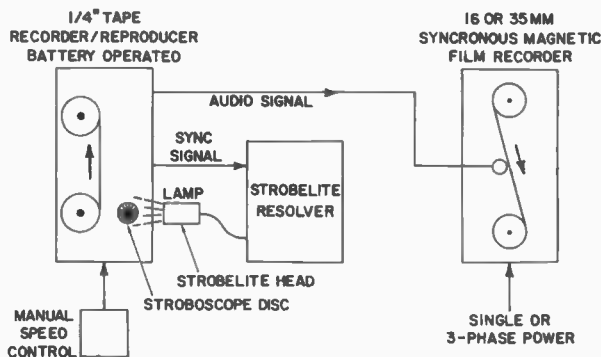 1/4" TAPE
RECORDER/REPRODUCER
BATTERY OPERATED
16 OR 35MM
SYNCRONOUS MAGNETIC
FILM RECORDER
AUDIO SIGNAL
SYNC
SIGNAL
LAMP
STROBELITE
RESOLVER
STROBELITE HEAD
STROBOSCOPE DISC
MANUAL
SPEED
CONTROL
SINGLE OR
3-PHASE POWER